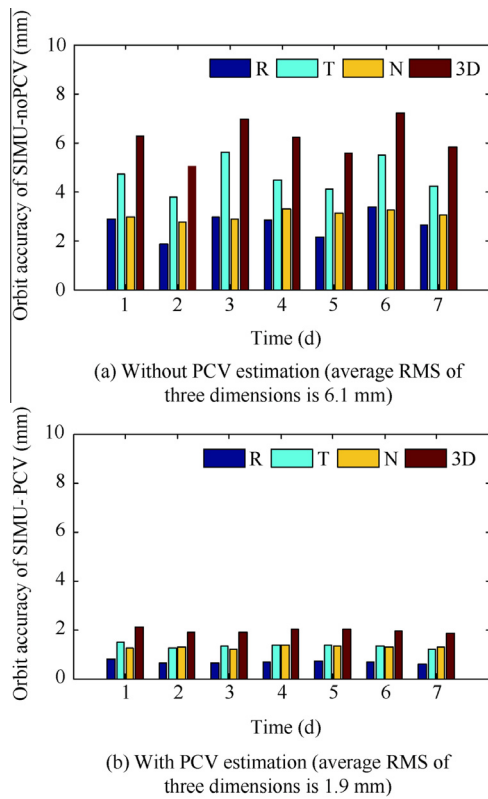 Orbit accuracy of SIMU-noPCV (mm)
10
8
6
4
2
0
R T N 3D
1 2 3 4 5 6 7
Time (d)
(a) Without PCV estimation (average RMS of
three dimensions is 6.1 mm)
Orbit accuracy of SIMU- PCV (mm)
10
8
6
4
2
0
R T N 3D
1 2 3 4 5 6 7
Time (d)
(b) With PCV estimation (average RMS of
three dimensions is 1.9 mm)